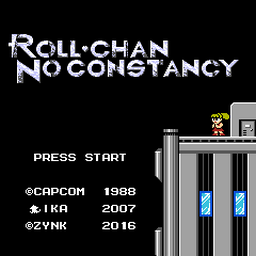 ROLL-CHAN
NO CONSTANCY
PRESS START
©CAPCOM 1988
IKA 2007
©ZYNK 2016